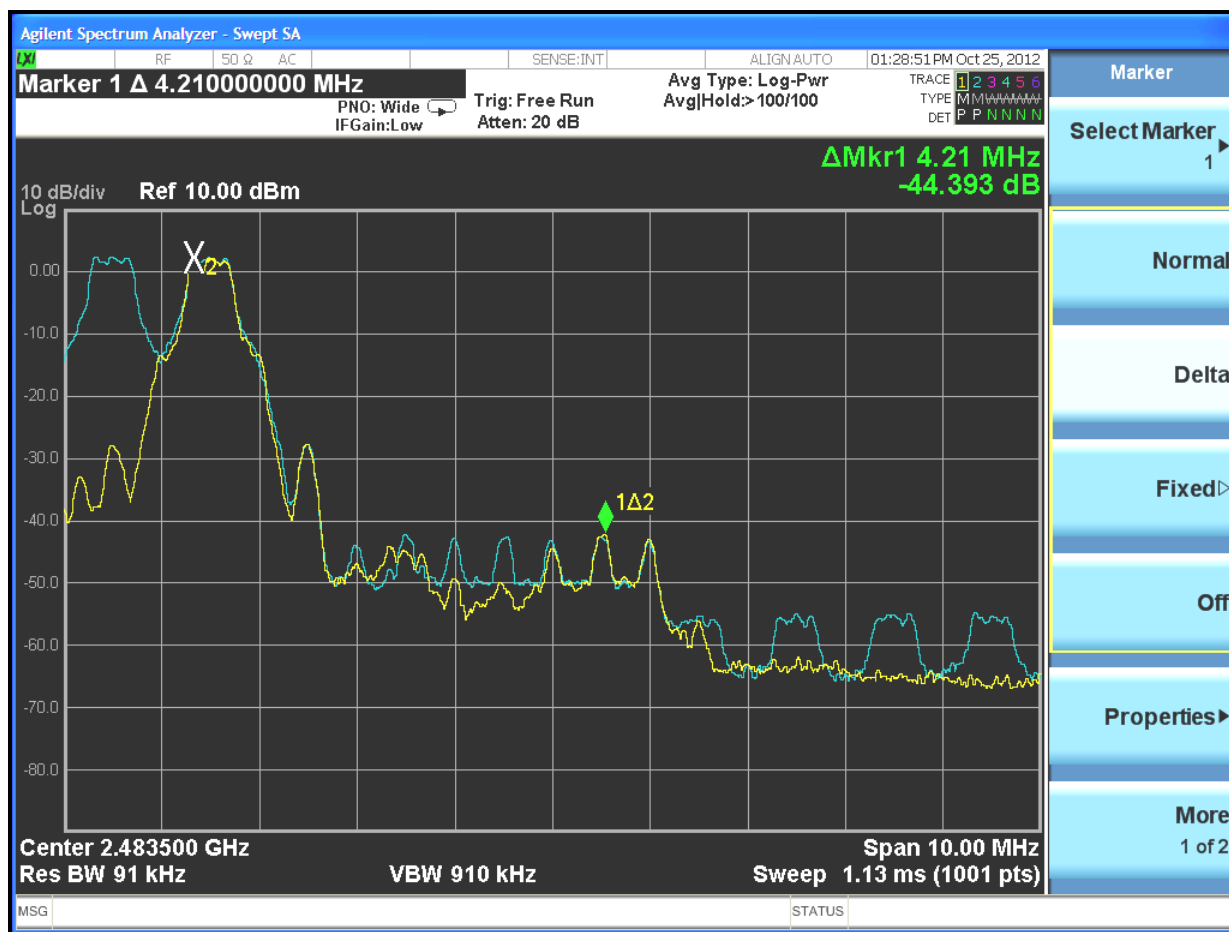 Agilent Spectrum Analyzer - Swept SA
LXI RF 50 Ω AC SENSE:INT ALIGN AUTO 01:28:51 PM Oct 25, 2012
Marker 1 Δ 4.210000000 MHz
PNO: Wide
IFGain:Low
Trig: Free Run
Atten: 20 dB
Avg Type: Log-Pwr
Avg|Hold:> 100/100
TRACE 1 2 3 4 5 6
TYPE M M W W W W
DET P P N N N N
ΔMkr1 4.21 MHz
-44.393 dB
10 dB/div Ref 10.00 dBm
Log
0.00
-10.0
-20.0
-30.0
-40.0
-50.0
-60.0
-70.0
-80.0
X2
1Δ2
Center 2.483500 GHz Span 10.00 MHz
Res BW 91 kHz VBW 910 kHz Sweep 1.13 ms (1001 pts)
MSG STATUS
Marker
Select Marker
1
Normal
Delta
Fixed
Off
Properties
More
1 of 2